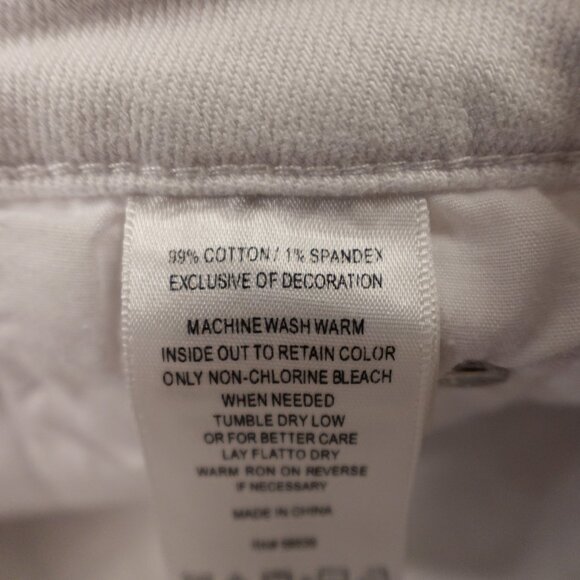 99% COTTON / 1% SPANDEX
EXCLUSIVE OF DECORATION
MACHINE WASH WARM
INSIDE OUT TO RETAIN COLOR
ONLY NON-CHLORINE BLEACH
WHEN NEEDED
TUMBLE DRY LOW
OR FOR BETTER CARE
LAY FLAT TO DRY
WARM RON ON REVERSE
IF NECESSARY
MADE IN CHINA